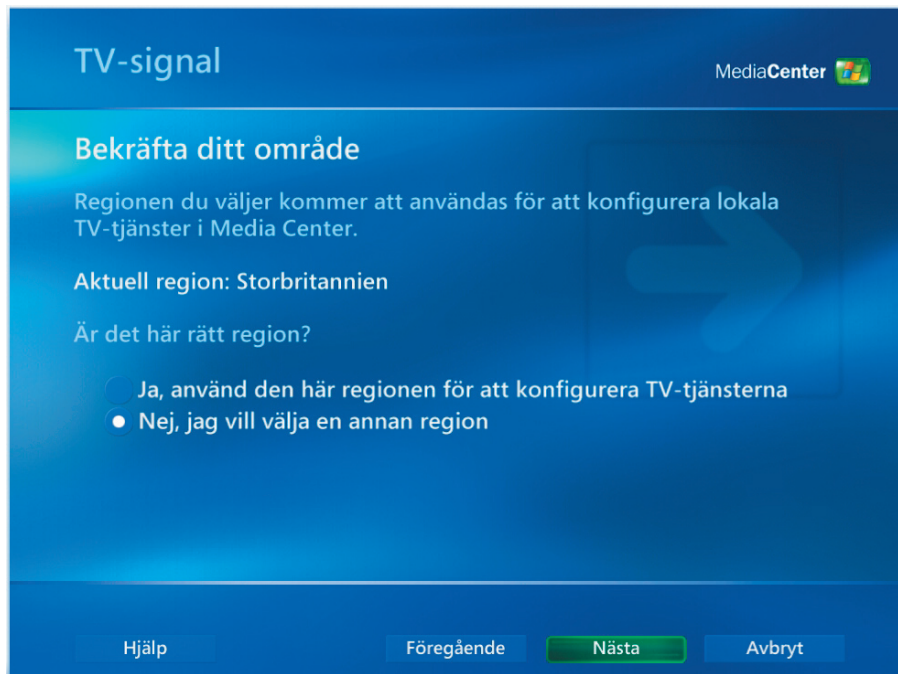 TV-signal
MediaCenter
Bekräfta ditt område
Regionen du väljer kommer att användas för att konfigurera lokala
TV-tjänster i Media Center.
Aktuell region: Storbritannien
Är det här rätt region?
Ja, använd den här regionen för att konfigurera TV-tjänsterna
Nej, jag vill välja en annan region
Hjälp Föregående Nästa Avbryt